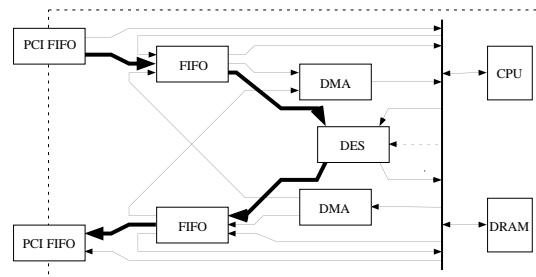 PCI FIFO
FIFO
DMA
CPU
DES
DMA
DRAM
FIFO
PCI FIFO